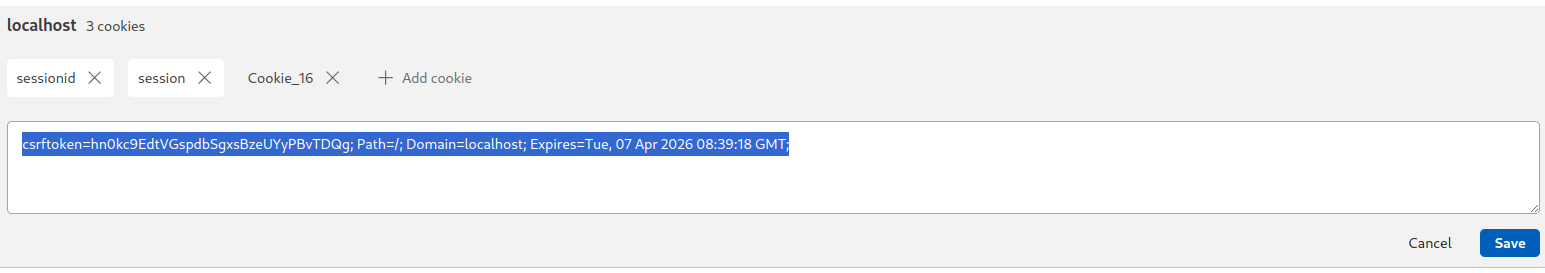 localhost 3 cookies
sessionid session Cookie_16 Add cookie
csrftoken=hn0kc9EdtVGspdbSgxsBzeUYyPBvTDQg; Path=/; Domain=localhost; Expires=Tue, 07 Apr 2026 08:39:18 GMT;
Cancel Save